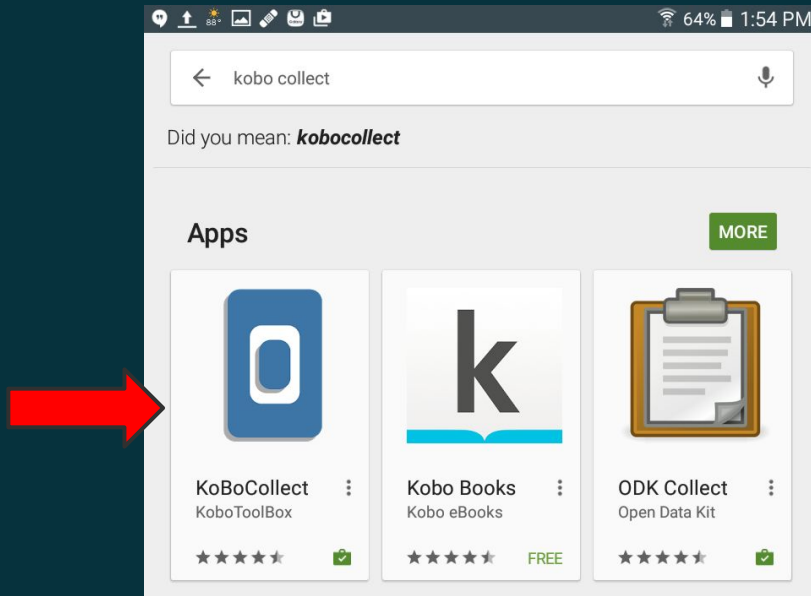 88° 64% 1:54 PM
kobo collect
Did you mean: kobocollect
Apps MORE
k
KoBoCollect Kobo Books ODK Collect
KoboToolBox Kobo eBooks Open Data Kit
FREE